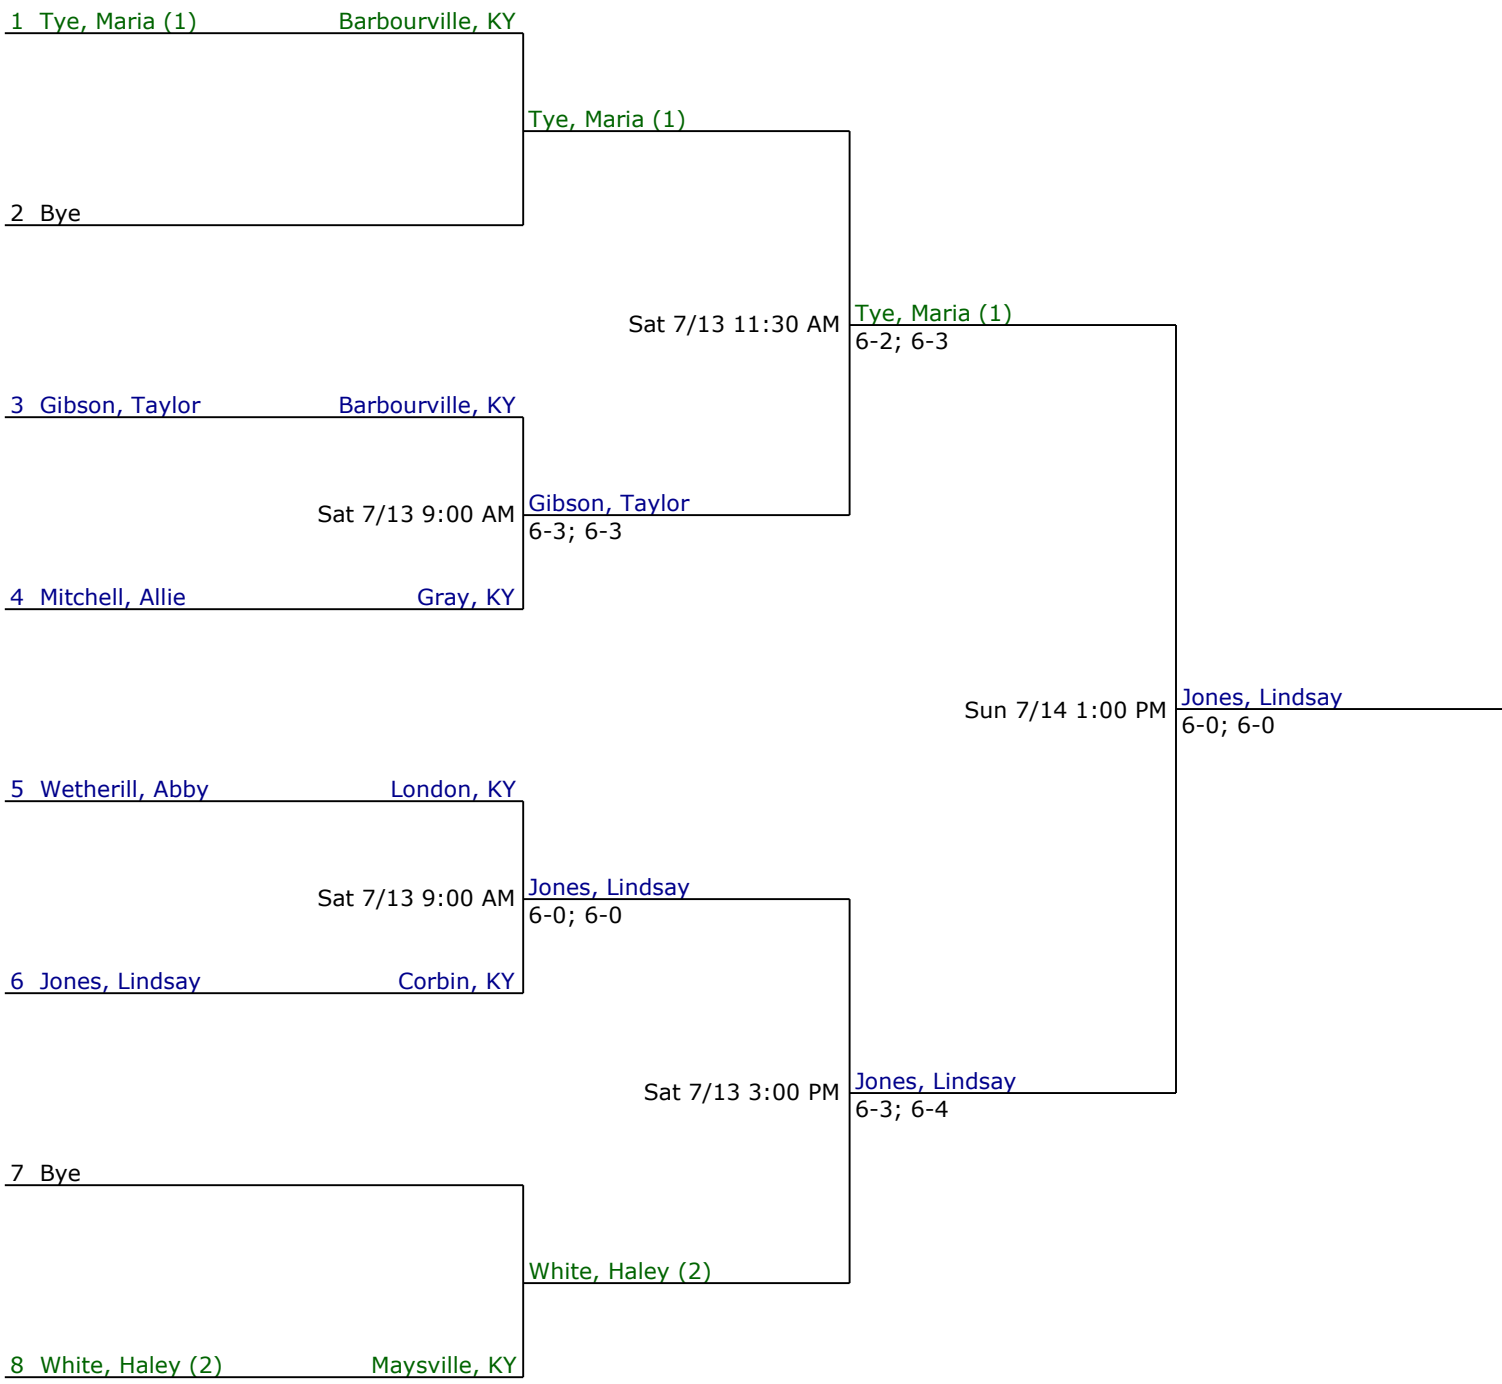 1 Tye, Maria (1) Barbourville, KY
Tye, Maria (1)
2 Bye
Sat 7/13 11:30 AM
Tye, Maria (1)
6-2; 6-3
3 Gibson, Taylor Barbourville, KY
Sat 7/13 9:00 AM
Gibson, Taylor
6-3; 6-3
4 Mitchell, Allie Gray, KY
Sun 7/14 1:00 PM
Jones, Lindsay
6-0; 6-0
5 Wetherill, Abby London, KY
Sat 7/13 9:00 AM
Jones, Lindsay
6-0; 6-0
6 Jones, Lindsay Corbin, KY
Sat 7/13 3:00 PM
Jones, Lindsay
6-3; 6-4
7 Bye
White, Haley (2)
8 White, Haley (2) Maysville, KY